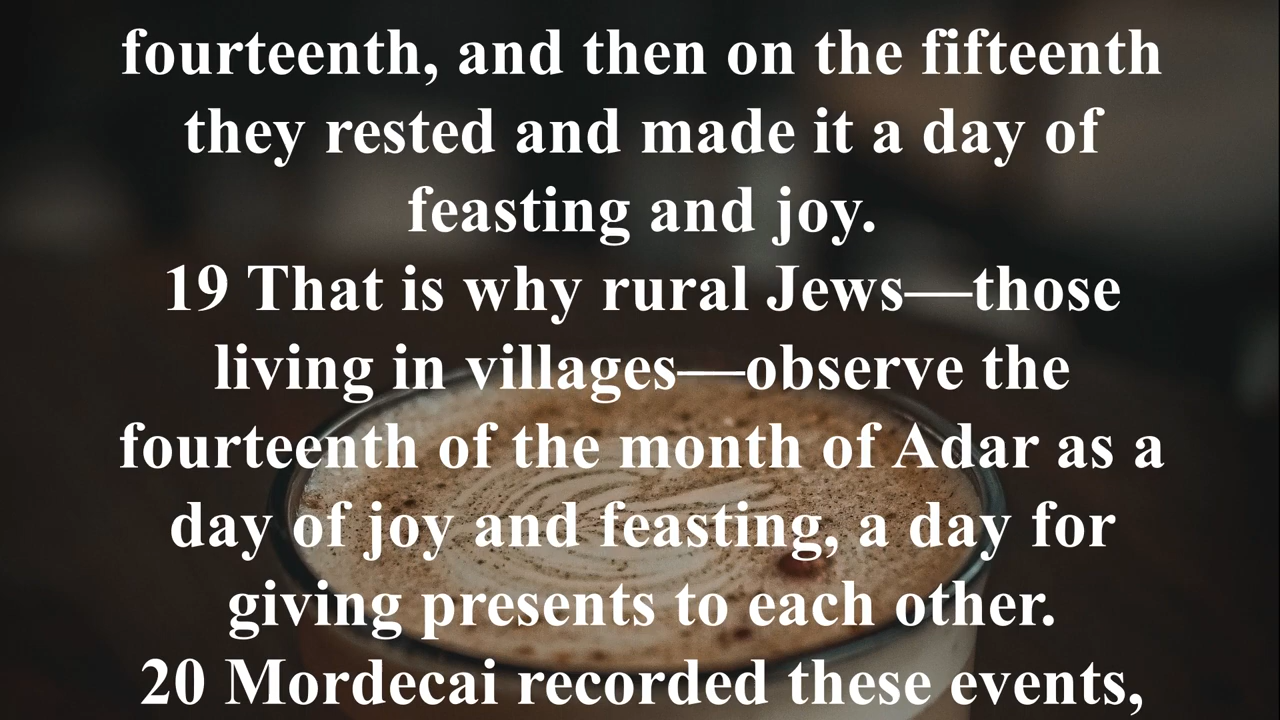 fourteenth, and then on the fifteenth
they rested and made it a day of
feasting and joy.
19 That is why rural Jews—those
living in villages—observe the
fourteenth of the month of Adar as a
day of joy and feasting, a day for
giving presents to each other.
20 Mordecai recorded these events,